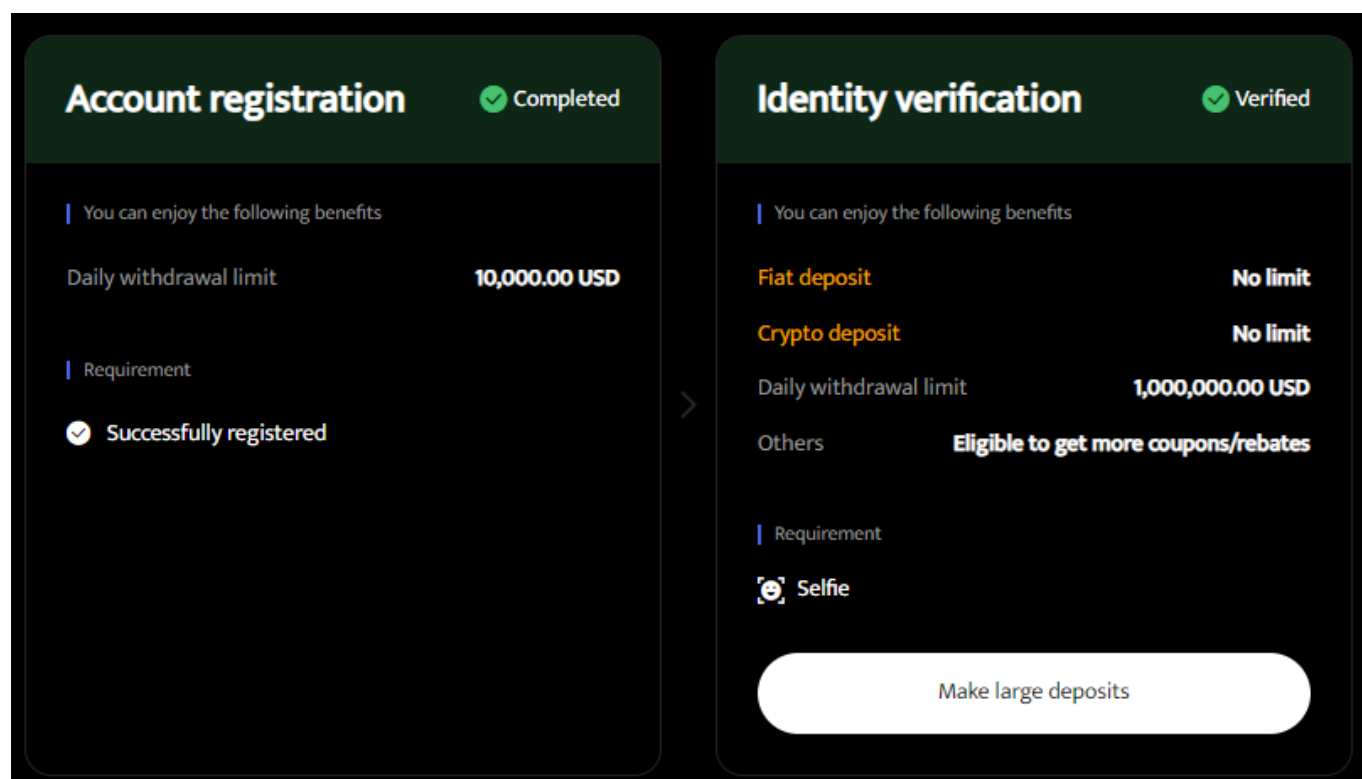 Account registration
Completed
You can enjoy the following benefits
Daily withdrawal limit
10,000.00 USD
Requirement
Successfully registered
Identity verification
Verified
You can enjoy the following benefits
Fiat deposit
No limit
Crypto deposit
No limit
Daily withdrawal limit
1,000,000.00 USD
Others
Eligible to get more coupons/rebates
Requirement
Selfie
Make large deposits